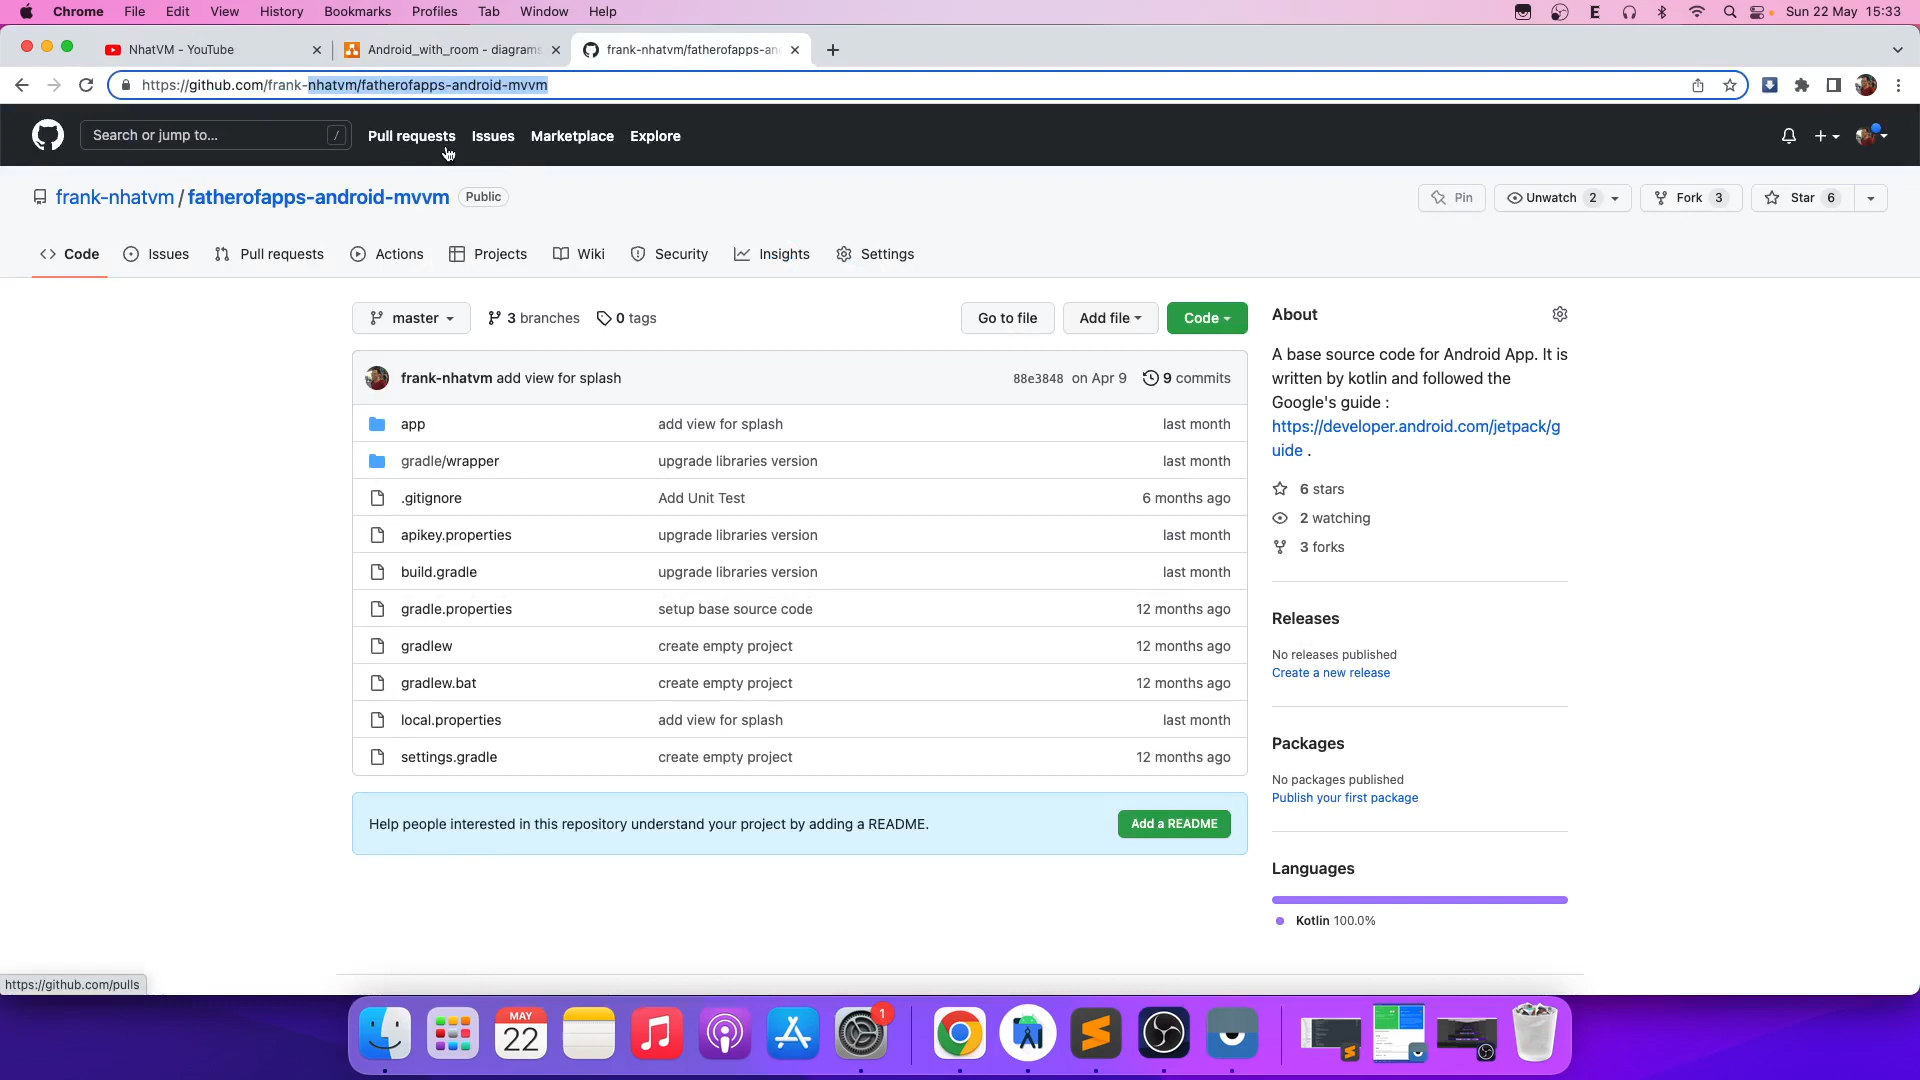 Chrome File Edit View History Bookmarks Profiles Tab Window Help E Sun 22 May 15:33
NhatVM - YouTube Android_with_room - diagrams frank-nhatvm/fatherofapps-an
https://github.com/frank-nhatvm/fatherofapps-android-mvvm
Search or jump to... / Pull requests Issues Marketplace Explore
frank-nhatvm / fatherofapps-android-mvvm Public Pin Unwatch 2 Fork 3 Star 6
Code Issues Pull requests Actions Projects Wiki Security Insights Settings
master 3 branches 0 tags Go to file Add file Code
frank-nhatvm add view for splash 88e3848 on Apr 9 9 commits
app add view for splash last month
gradle/wrapper upgrade libraries version last month
.gitignore Add Unit Test 6 months ago
apikey.properties upgrade libraries version last month
build.gradle upgrade libraries version last month
gradle.properties setup base source code 12 months ago
gradlew create empty project 12 months ago
gradlew.bat create empty project 12 months ago
local.properties add view for splash last month
settings.gradle create empty project 12 months ago
Help people interested in this repository understand your project by adding a README. Add a README
About
A base source code for Android App. It is
written by kotlin and followed the
Google's guide :
https://developer.android.com/jetpack/g
uide .
6 stars
2 watching
3 forks
Releases
No releases published
Create a new release
Packages
No packages published
Publish your first package
Languages
Kotlin 100.0%
https://github.com/pulls
MAY
22
1